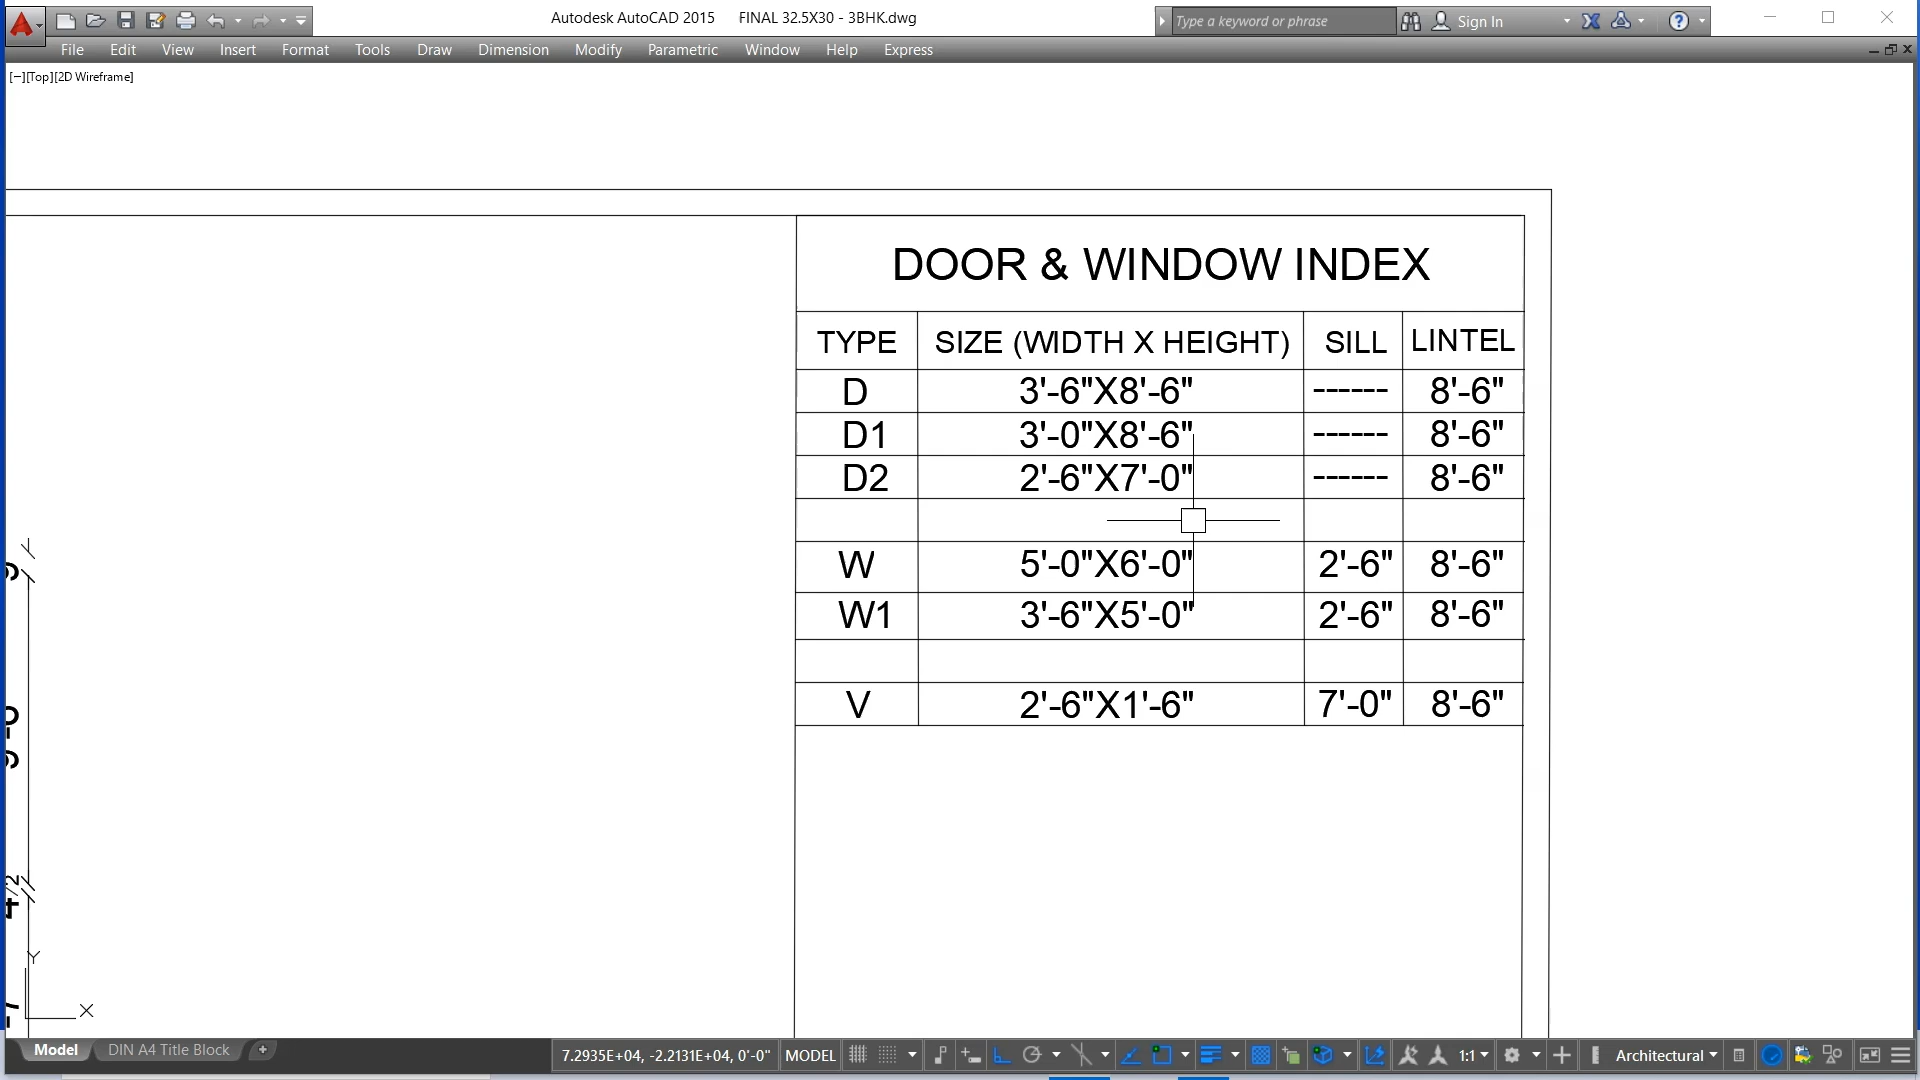 Autodesk AutoCAD 2015 FINAL 32.5X30 - 3BHK.dwg
Type a keyword or phrase
Sign In
File Edit View Insert Format Tools Draw Dimension Modify Parametric Window Help Express
[−][Top][2D Wireframe]
DOOR & WINDOW INDEX
TYPE SIZE (WIDTH X HEIGHT) SILL LINTEL
D 3'-6"X8'-6" ------ 8'-6"
D1 3'-0"X8'-6" ------ 8'-6"
D2 2'-6"X7'-0" ------ 8'-6"
W 5'-0"X6'-0" 2'-6" 8'-6"
W1 3'-6"X5'-0" 2'-6" 8'-6"
V 2'-6"X1'-6" 7'-0" 8'-6"
Y
X
Model DIN A4 Title Block +
7.2935E+04, -2.2131E+04, 0'-0" MODEL 1:1 Architectural